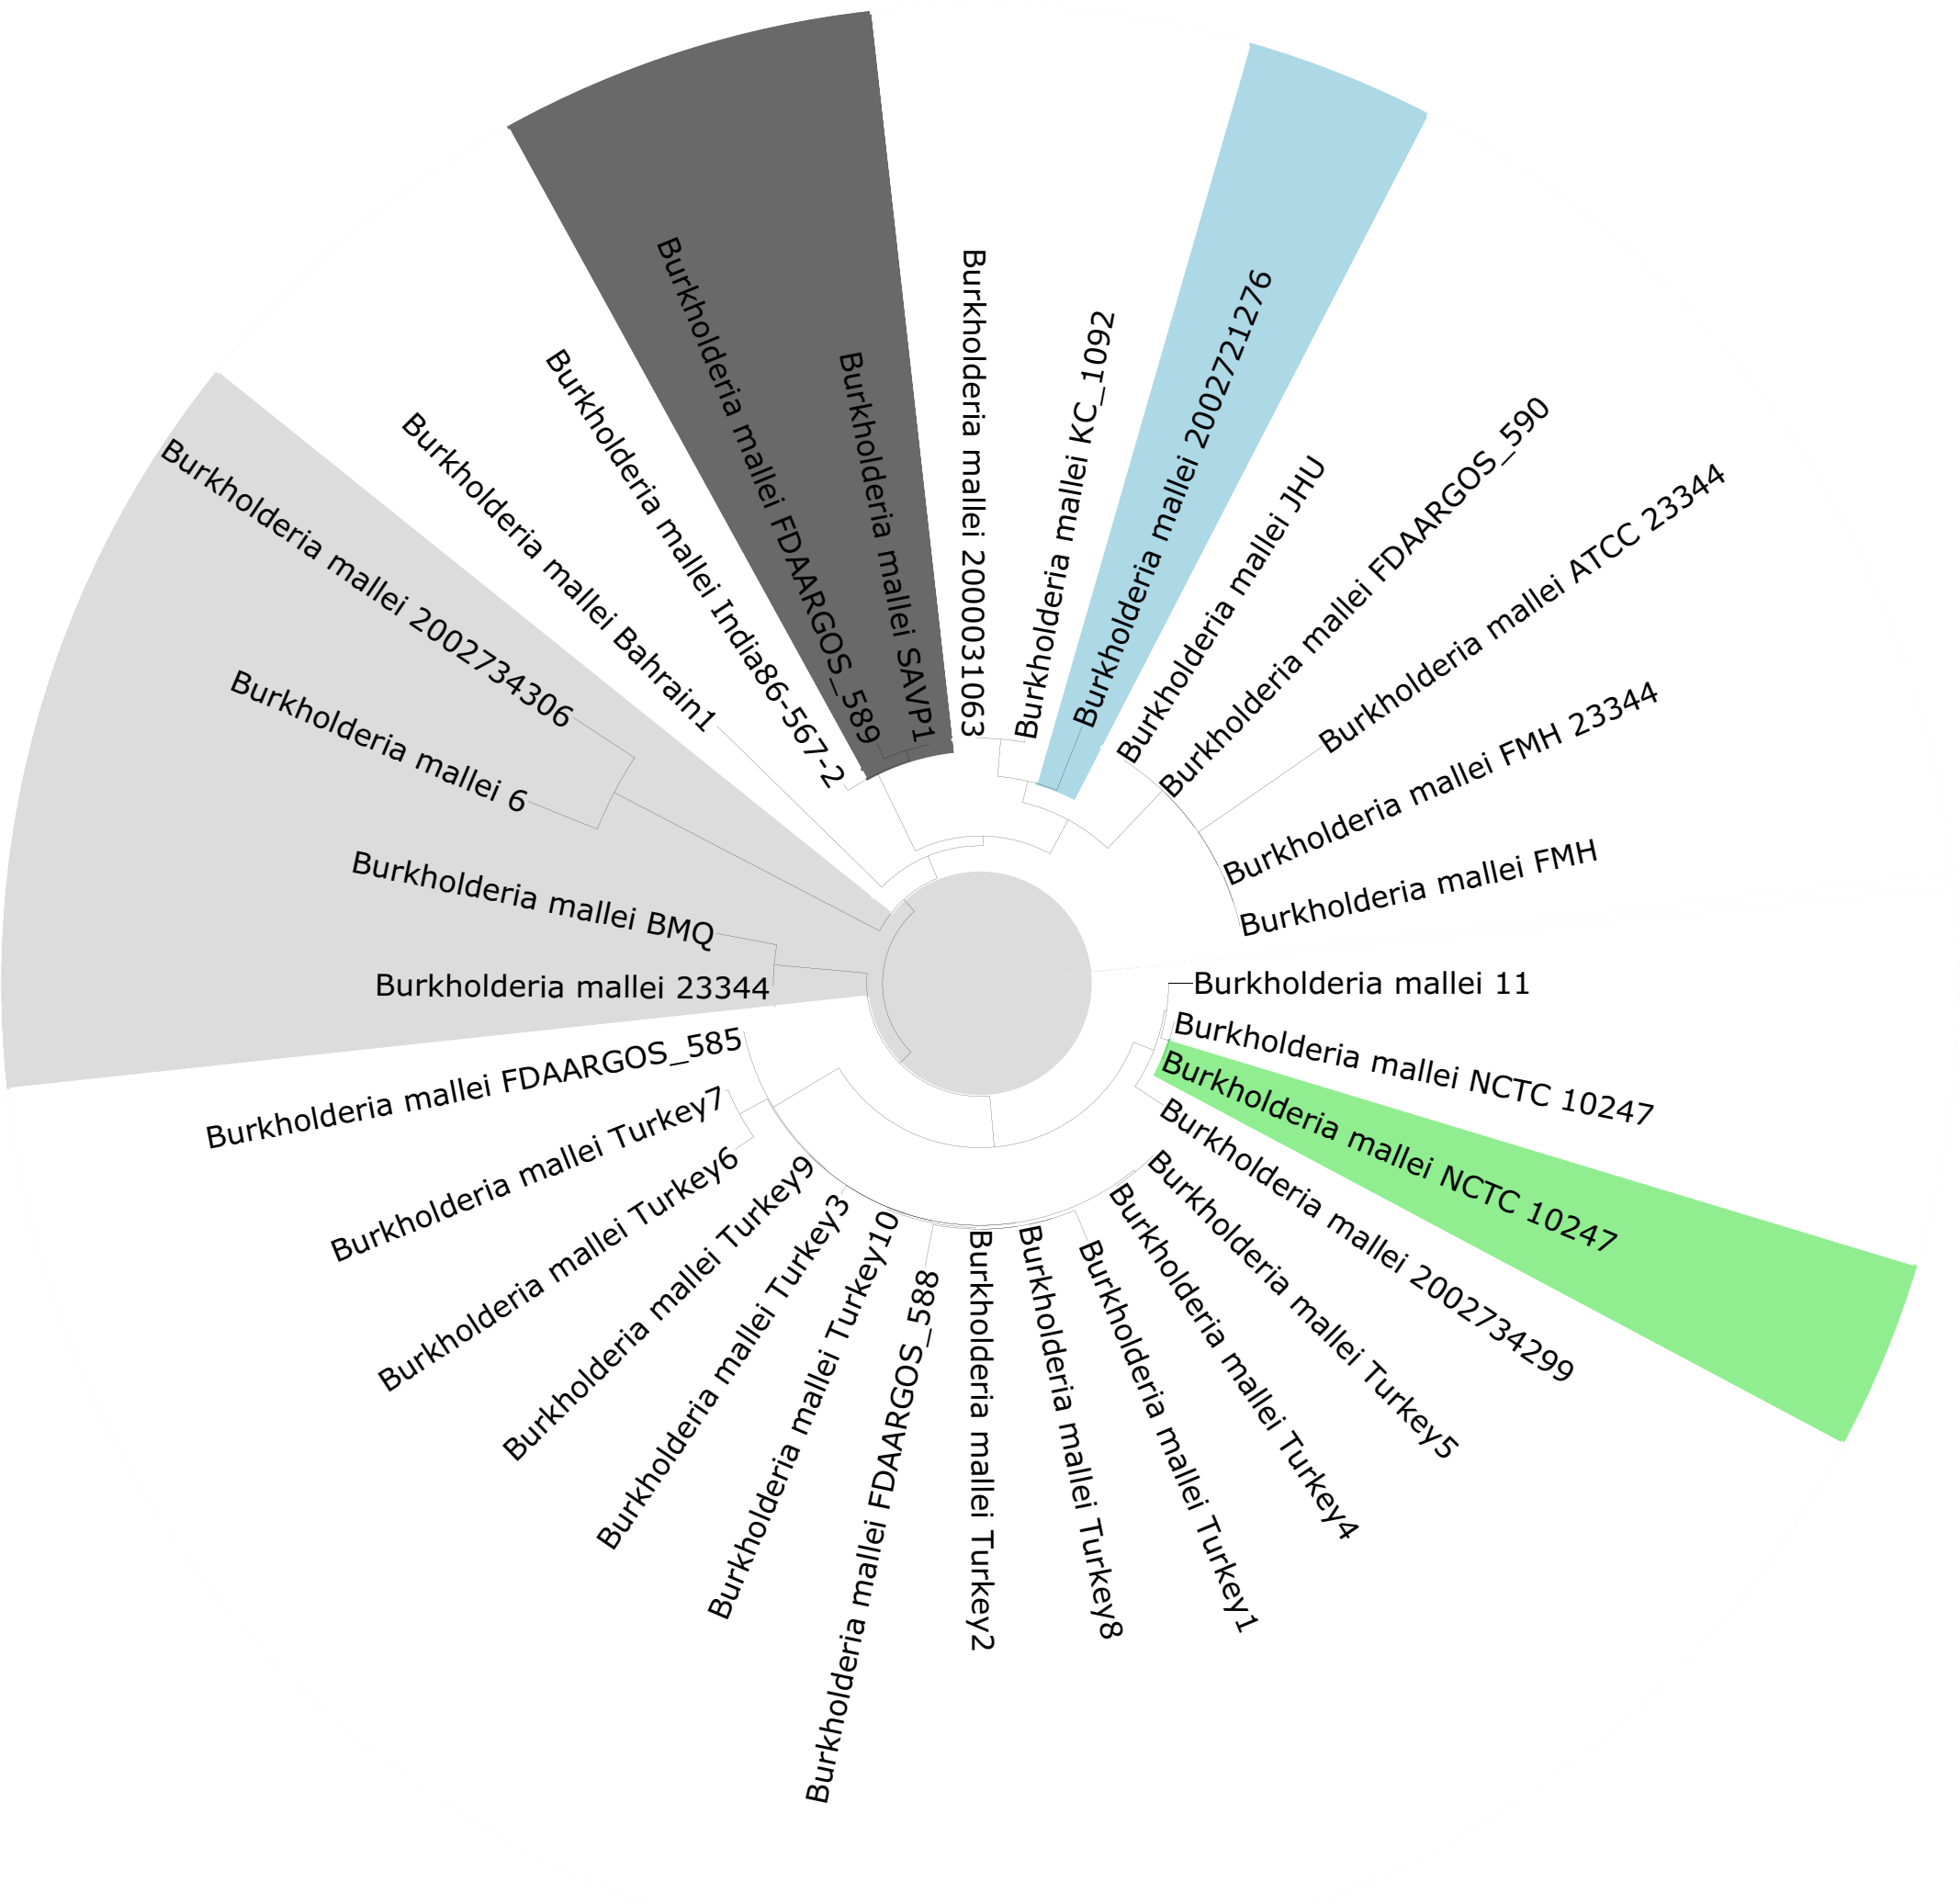 Burkholderia mallei 2000031063
Burkholderia mallei KC_1092
Burkholderia mallei 2002721276
Burkholderia mallei JHU
Burkholderia mallei FDAARGOS_590
Burkholderia mallei ATCC 23344
Burkholderia mallei FMH 23344
Burkholderia mallei FMH
Burkholderia mallei 11
Burkholderia mallei NCTC 10247
Burkholderia mallei NCTC 10247
Burkholderia mallei 2002734299
Burkholderia mallei Turkey5
Burkholderia mallei Turkey4
Burkholderia mallei Turkey1
Burkholderia mallei Turkey8
Burkholderia mallei Turkey2
Burkholderia mallei FDAARGOS_588
Burkholderia mallei Turkey10
Burkholderia mallei Turkey3
Burkholderia mallei Turkey9
Burkholderia mallei Turkey6
Burkholderia mallei Turkey7
Burkholderia mallei FDAARGOS_585
Burkholderia mallei 23344
Burkholderia mallei BMQ
Burkholderia mallei 6
Burkholderia mallei 2002734306
Burkholderia mallei Bahrain1
Burkholderia mallei India86-567-2
Burkholderia mallei FDAARGOS_589
Burkholderia mallei SAVP1